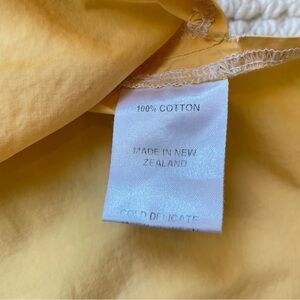 100% COTTON
MADE IN NEW
ZEALAND
COLD DELICATE